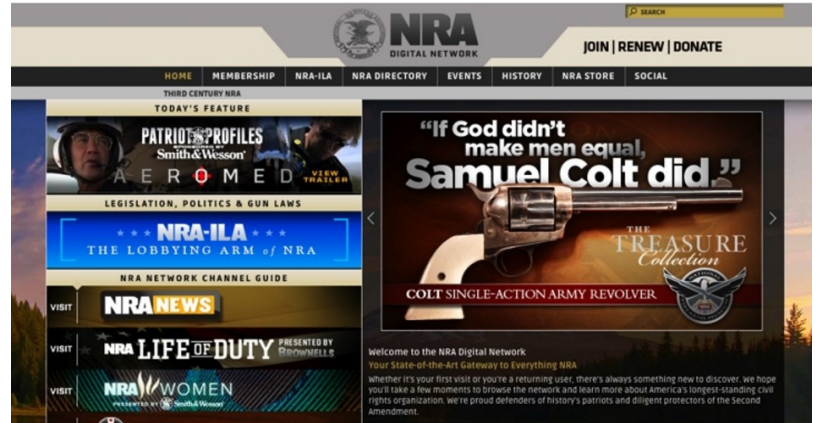 SEARCH
NRA
DIGITAL NETWORK
JOIN | RENEW | DONATE
HOME MEMBERSHIP NRA-ILA NRA DIRECTORY EVENTS HISTORY NRA STORE SOCIAL
THIRD CENTURY NRA
TODAY'S FEATURE
PATRIOT PROFILES
SPONSORED BY
Smith & Wesson
AEROMED
VIEW
TRAILER
LEGISLATION, POLITICS & GUN LAWS
NRA-ILA
THE LOBBYING ARM of NRA
NRA NETWORK CHANNEL GUIDE
VISIT NRA NEWS
VISIT NRA LIFE OF DUTY PRESENTED BY
BROWNELLS
VISIT NRA WOMEN
PRESENTED BY Smith & Wesson
“If God didn't
make men equal,
Samuel Colt did.”
THE
TREASURE
Collection
COLT SINGLE-ACTION ARMY REVOLVER
NATIONAL
Welcome to the NRA Digital Network
Your State-of-the-Art Gateway to Everything NRA
Whether it's your first visit or you're a returning user, there's always something new to discover. We hope
you'll take a few moments to browse the network and learn more about America's longest-standing civil
rights organization. We're proud defenders of history's patriots and diligent protectors of the Second
Amendment.